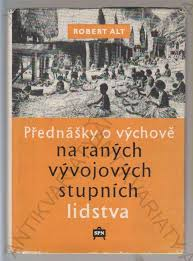 ROBERT ALT
Přednášky o výchově
na raných
vývojových
stupních
lidstva
SPN